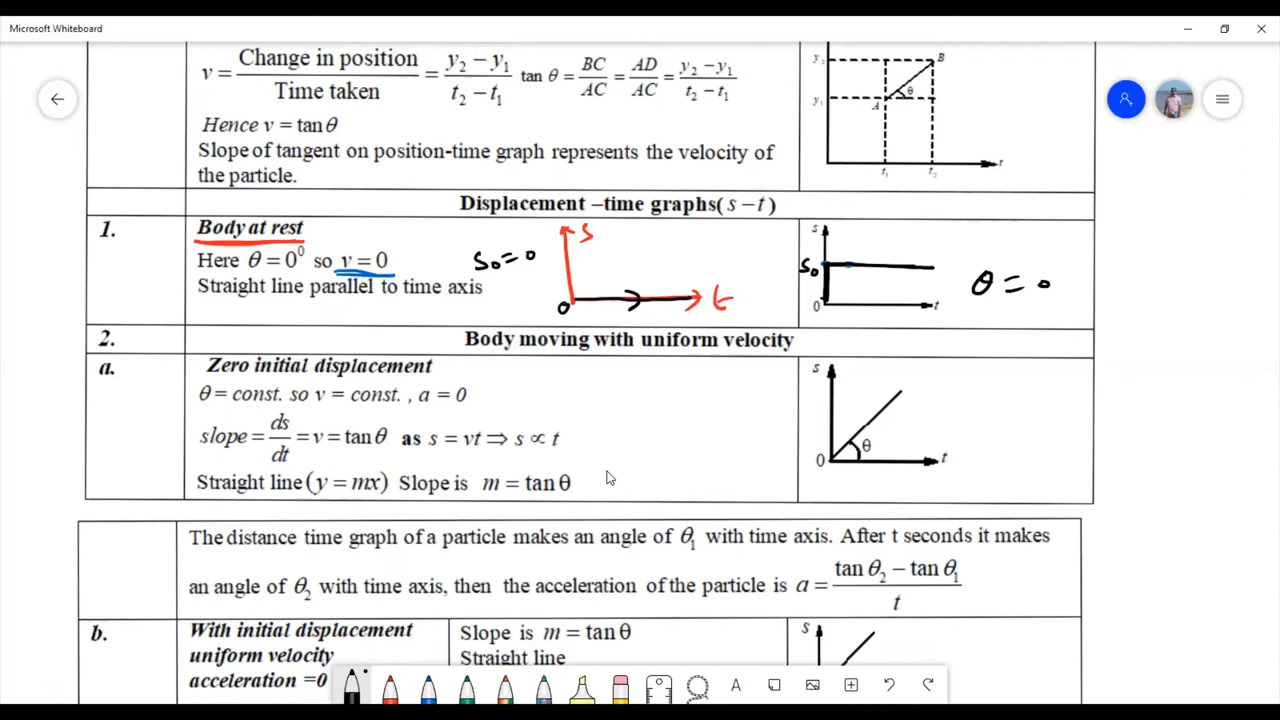 Microsoft Whiteboard
v = Change in position / Time taken = y₂ − y₁ / t₂ − t₁ tan θ = BC / AC = AD / AC = y₂ − y₁ / t₂ − t₁
Hence v = tan θ
Slope of tangent on position-time graph represents the velocity of
the particle.
y₂ B
y₁ A θ
t₁ t₂ t
Displacement –time graphs( s – t )
1.
Body at rest
Here θ = 0⁰ so v = 0
Straight line parallel to time axis
S₀ = 0
S
0 t
s
S₀
0 t
θ = 0
2. Body moving with uniform velocity
a.
Zero initial displacement
θ = const. so v = const. , a = 0
slope = ds / dt = v = tan θ as s = vt ⇒ s ∝ t
Straight line (y = mx) Slope is m = tan θ
s
θ
0 t
The distance time graph of a particle makes an angle of θ₁ with time axis. After t seconds it makes
an angle of θ₂ with time axis, then the acceleration of the particle is a = tan θ₂ − tan θ₁ / t
b.
With initial displacement
uniform velocity
acceleration =0
Slope is m = tan θ
Straight line
s
A